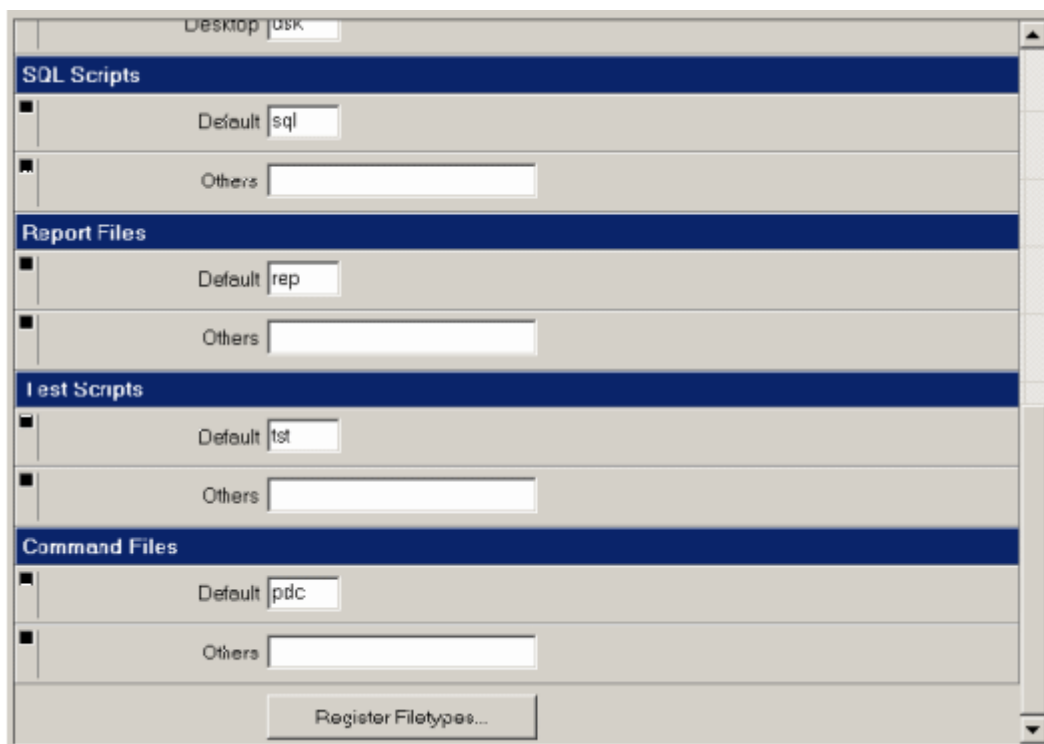 Desktop dsk
SQL Scripts
Default sql
Others
Report Files
Default rep
Others
Test Scripts
Default tst
Others
Command Files
Default pdc
Others
Register Filetypes...